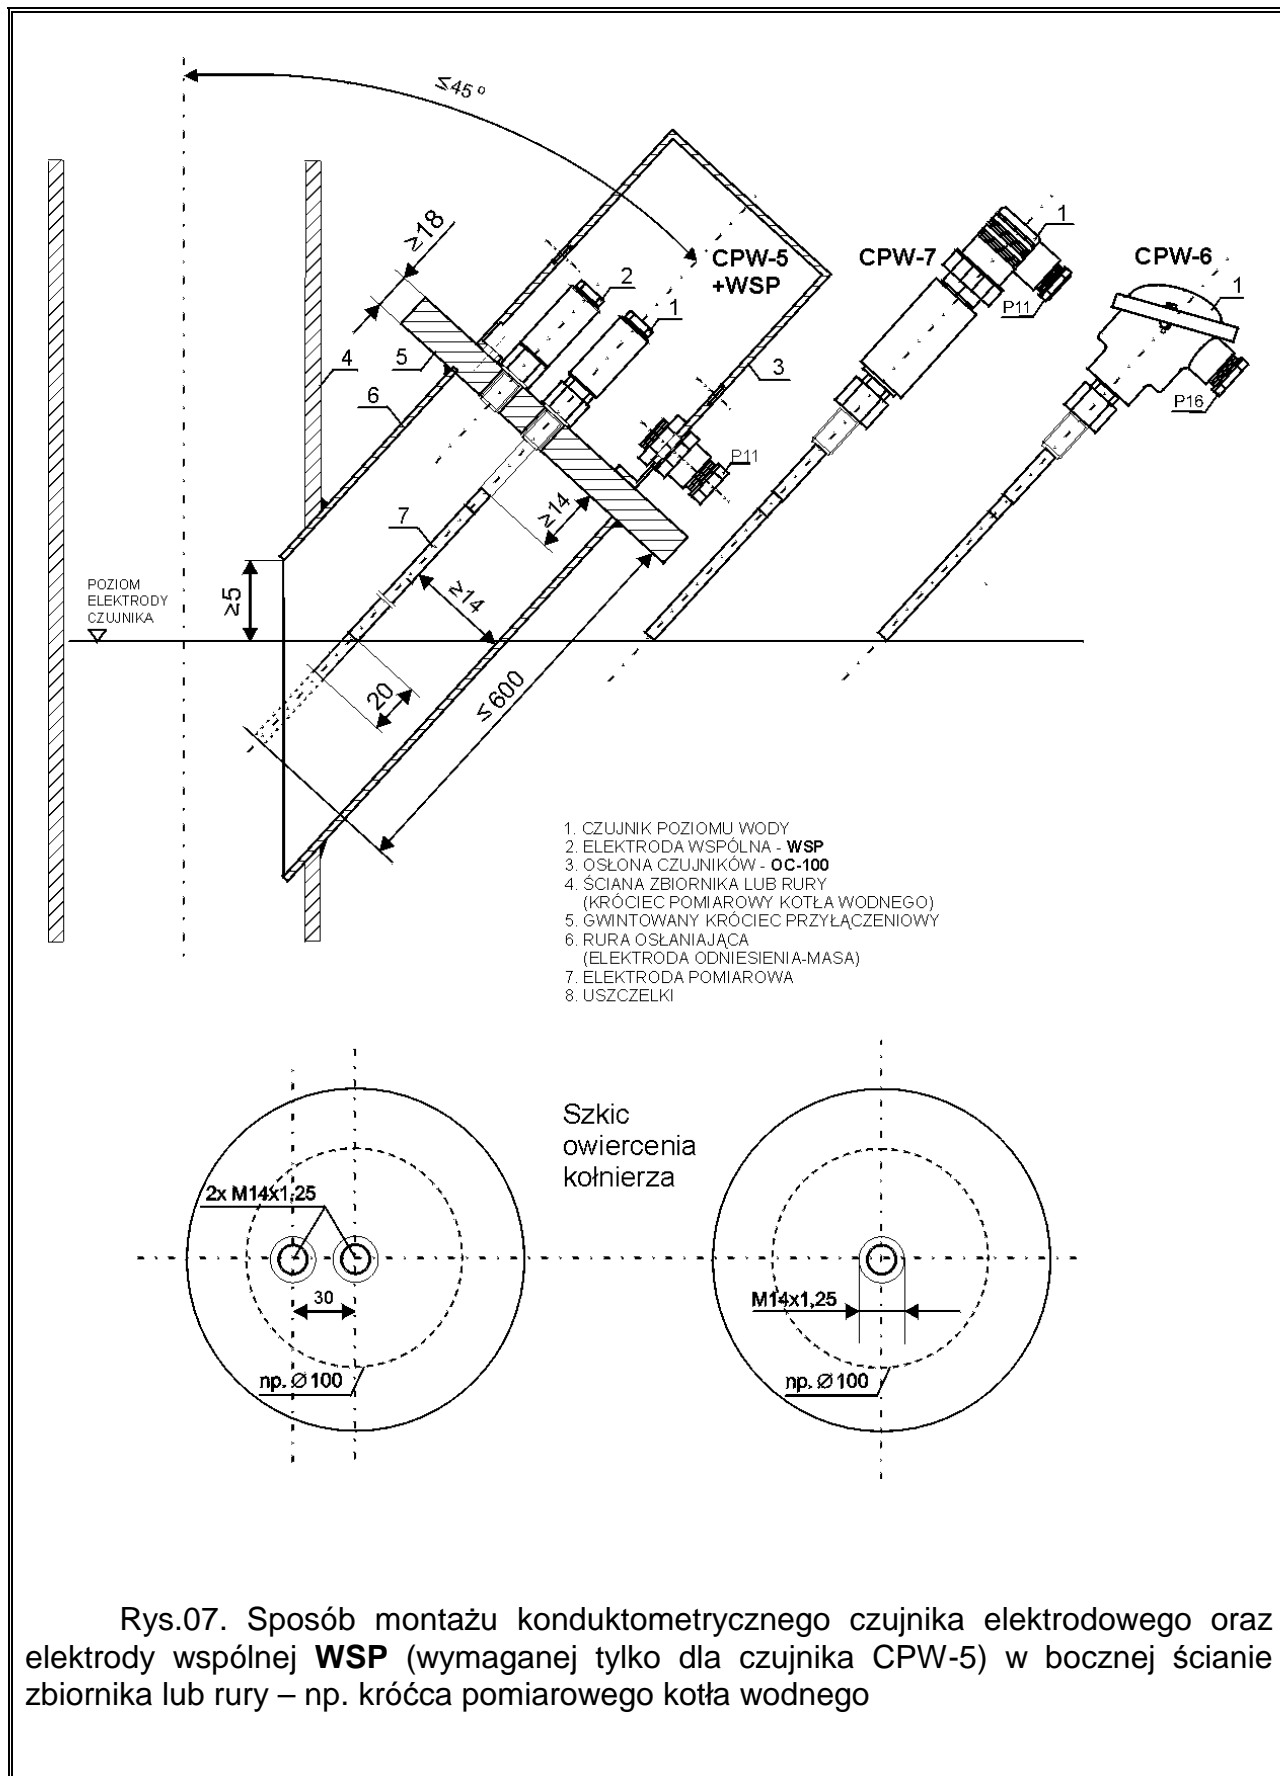 ≤45°
≥18
CPW-5
+WSP
CPW-7
CPW-6
1
2
1
1
P11
P16
3
4
5
6
P11
7
≥14
≥14
≥5
POZIOM
ELEKTRODY
CZUJNIKA
20
≤600
1. CZUJNIK POZIOMU WODY
2. ELEKTRODA WSPÓLNA - WSP
3. OSŁONA CZUJNIKÓW - OC-100
4. ŚCIANA ZBIORNIKA LUB RURY
(KRÓCIEC POMIAROWY KOTŁA WODNEGO)
5. GWINTOWANY KRÓCIEC PRZYŁĄCZENIOWY
6. RURA OSŁANIAJĄCA
(ELEKTRODA ODNIESIENIA-MASA)
7. ELEKTRODA POMIAROWA
8. USZCZELKI
Szkic
owiercenia
kołnierza
2x M14x1,25
30
np. Ø100
M14x1,25
np. Ø100
Rys.07. Sposób montażu konduktometrycznego czujnika elektrodowego oraz
elektrody wspólnej WSP (wymaganej tylko dla czujnika CPW-5) w bocznej ścianie
zbiornika lub rury – np. króćca pomiarowego kotła wodnego